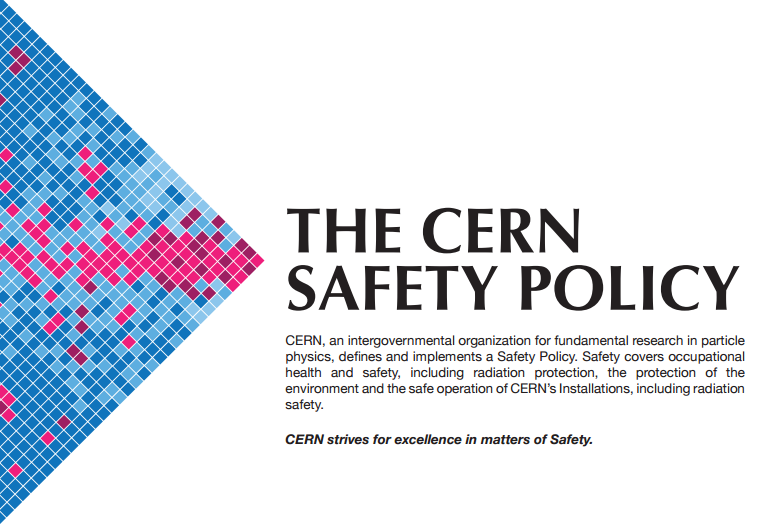 THE CERN
SAFETY POLICY
CERN, an intergovernmental organization for fundamental research in particle
physics, defines and implements a Safety Policy. Safety covers occupational
health and safety, including radiation protection, the protection of the
environment and the safe operation of CERN's Installations, including radiation
safety.
CERN strives for excellence in matters of Safety.